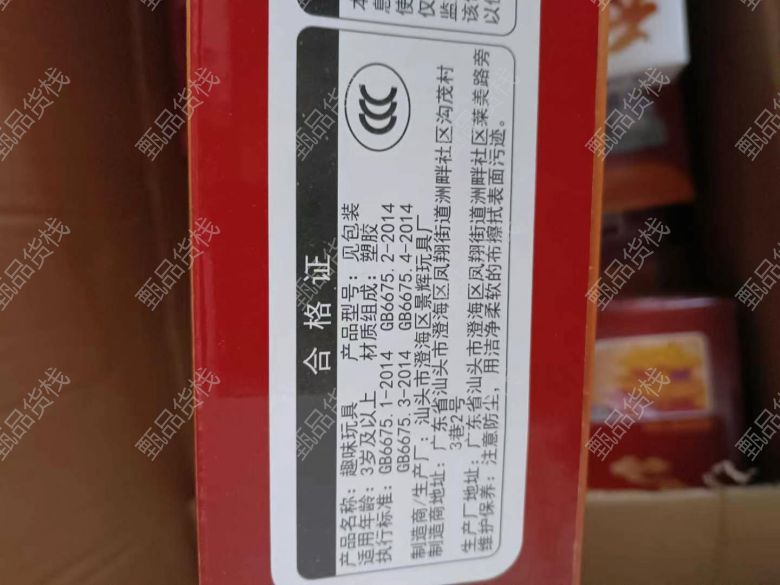 合格证
产品名称：趣味玩具 产品型号：见包装
适用年龄：3岁及以上 材质组成：塑胶
执行标准：GB6675.1-2014 GB6675.2-2014
GB6675.3-2014 GB6675.4-2014
制造商/生产厂：汕头市澄海区景辉玩具厂
制造商地址：广东省汕头市澄海区凤翔街道洲畔社区沟茂村
3巷2号
生产厂地址：广东省汕头市澄海区凤翔街道洲畔社区莱美路旁
维护保养：注意防尘，用洁净柔软的布擦拭表面污迹。
CCC
甄品货栈